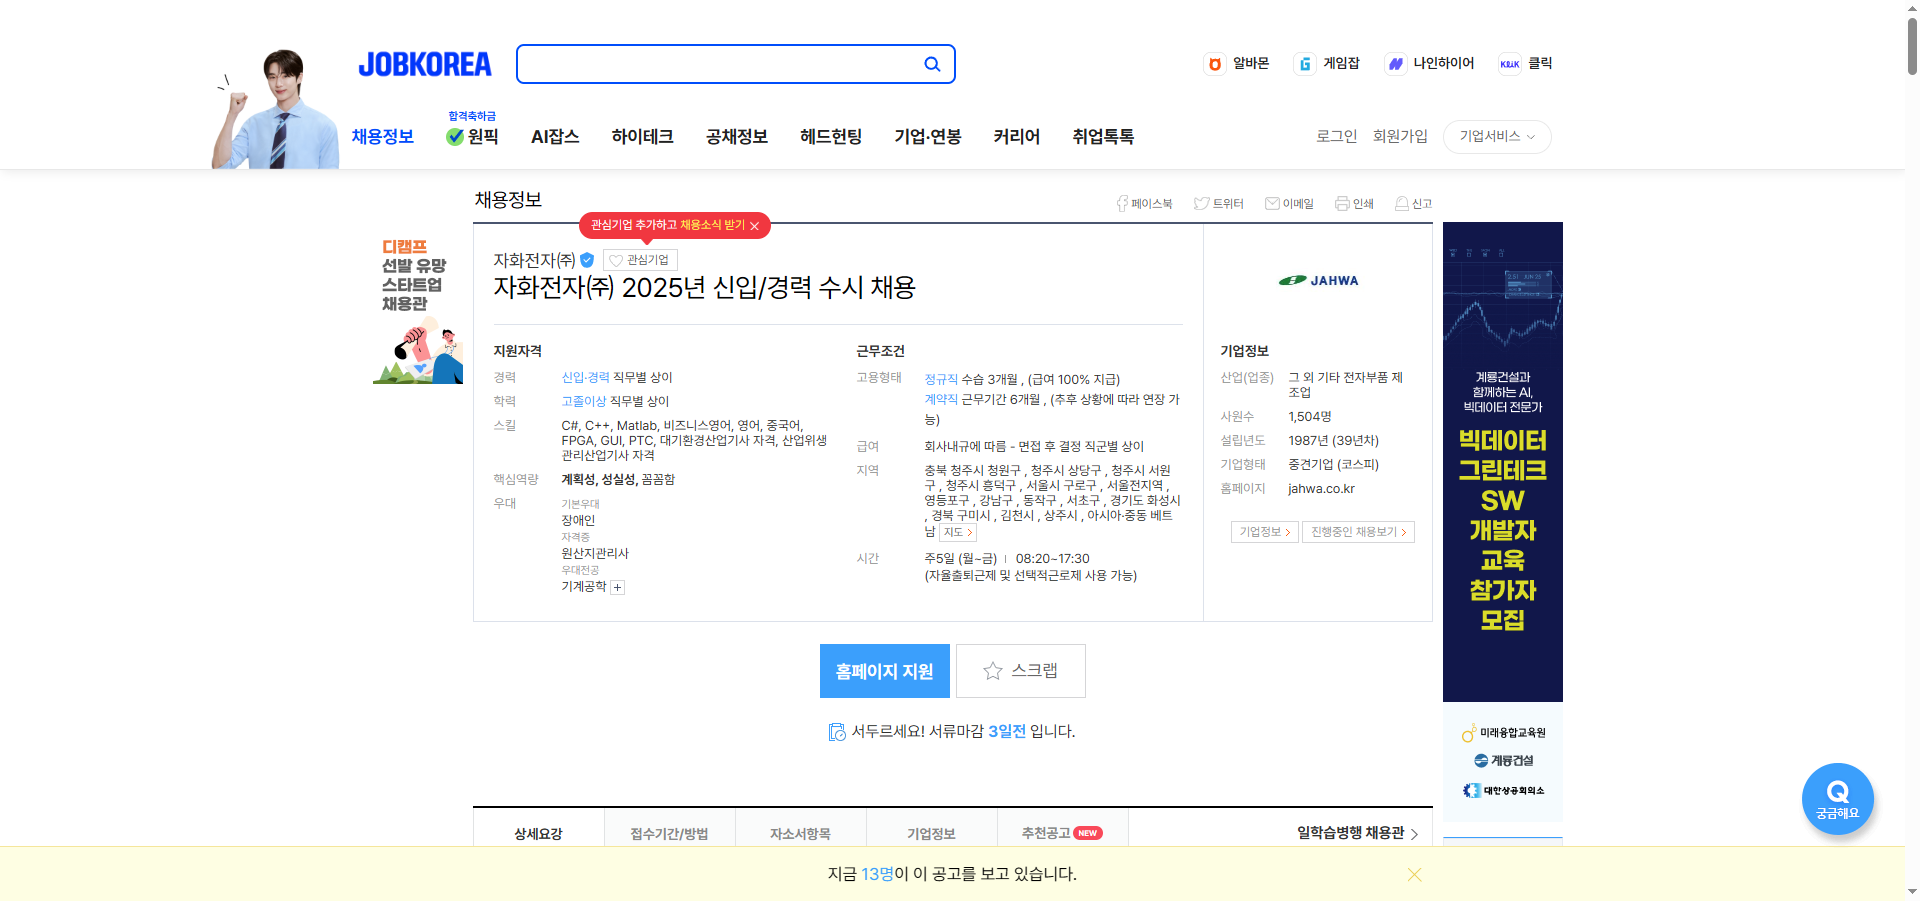 JOBKOREA
알바몬
게임잡
나인하이어
K리크
클릭
채용정보
합격축하금
원픽
AI잡스
하이테크
공채정보
헤드헌팅
기업·연봉
커리어
취업톡톡
로그인
회원가입
기업서비스
채용정보
페이스북
트위터
이메일
인쇄
신고
관심기업 추가하고 채용소식 받기
디캠프
선발 유망
스타트업
채용관
자화전자㈜
관심기업
자화전자㈜ 2025년 신입/경력 수시 채용
JAHWA
지원자격
경력 신입·경력 직무별 상이
학력 고졸이상 직무별 상이
스킬 C#, C++, Matlab, 비즈니스영어, 영어, 중국어,
FPGA, GUI, PTC, 대기환경산업기사 자격, 산업위생
관리산업기사 자격
핵심역량 계획성, 성실성, 꼼꼼함
우대 기본우대
장애인
자격증
원산지관리사
우대전공
기계공학 +
근무조건
고용형태 정규직 수습 3개월 , (급여 100% 지급)
계약직 근무기간 6개월 , (추후 상황에 따라 연장 가
능)
급여 회사내규에 따름 - 면접 후 결정 직군별 상이
지역 충북 청주시 청원구 , 청주시 상당구 , 청주시 서원
구 , 청주시 흥덕구 , 서울시 구로구 , 서울전지역 ,
영등포구 , 강남구 , 동작구 , 서초구 , 경기도 화성시
, 경북 구미시 , 김천시 , 상주시 , 아시아·중동 베트
남 지도
시간 주5일 (월~금) 08:20~17:30
(자율출퇴근제 및 선택적근로제 사용 가능)
기업정보
산업(업종) 그 외 기타 전자부품 제
조업
사원수 1,504명
설립년도 1987년 (39년차)
기업형태 중견기업 (코스피)
홈페이지 jahwa.co.kr
기업정보
진행중인 채용보기
계룡건설과
함께하는 AI,
빅데이터 전문가
빅데이터
그린테크
SW
개발자
교육
참가자
모집
미래융합교육원
계룡건설
대한상공회의소
홈페이지 지원
스크랩
서두르세요! 서류마감 3일전 입니다.
Q
궁금해요
상세요강
접수기간/방법
자소서항목
기업정보
추천공고 NEW
일학습병행 채용관
지금 13명이 이 공고를 보고 있습니다.